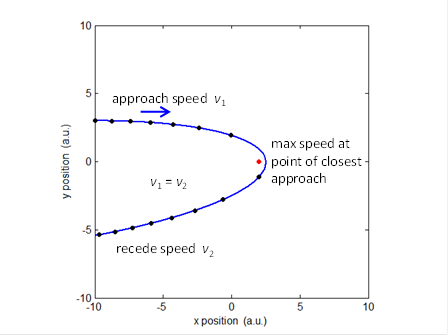 10
approach speed v₁
5
max speed at
point of closest
approach
y position (a.u.)
0
v₁ = v₂
-5
recede speed v₂
-10
-10 -5 0 5 10
x position (a.u.)